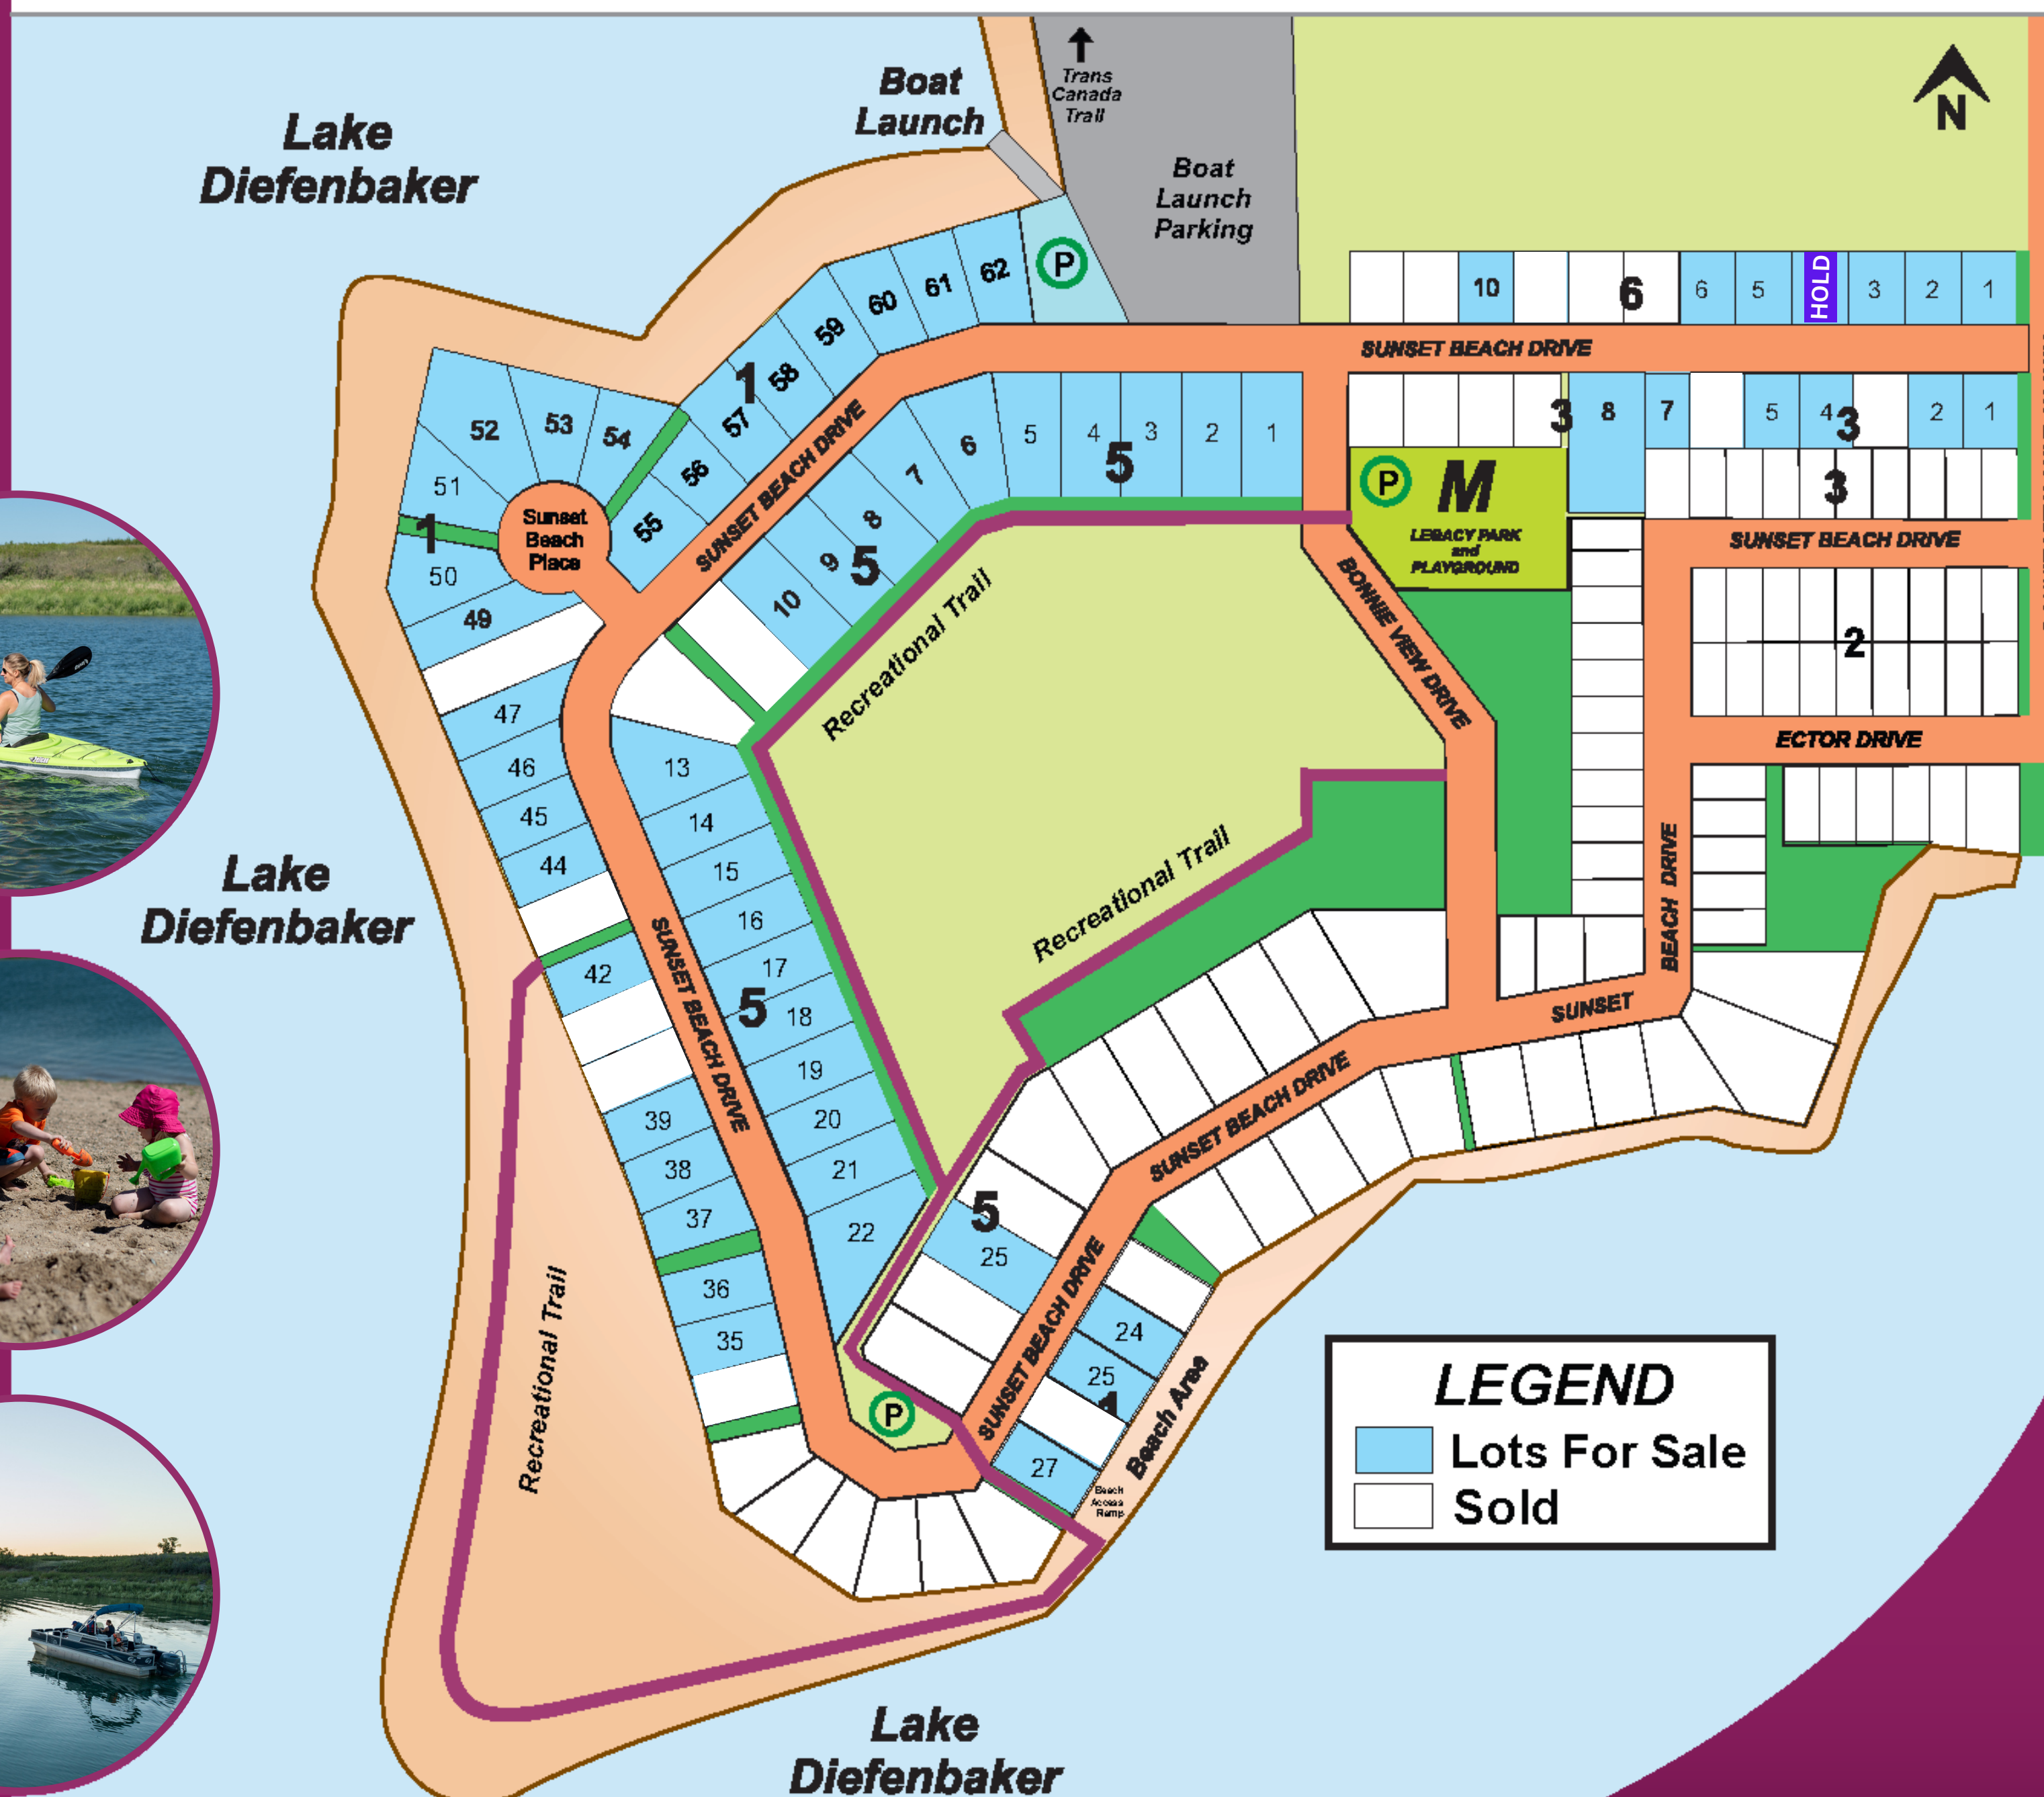 Lake
Diefenbaker
Boat
Launch
Trans
Canada
Trail
Boat
Launch
Parking
N
P
62
61
60
59
58
57
1
56
55
54
53
52
51
1
50
49
Sunset
Beach
Place
10
6
6
5
HOLD
3
2
1
SUNSET BEACH DRIVE
3
8
7
5
4
3
2
1
3
SUNSET BEACH DRIVE
2
ECTOR DRIVE
P
M
LEGACY PARK
and
PLAYGROUND
BONNIE VIEW DRIVE
SUNSET BEACH DRIVE
5
4
3
2
1
5
6
7
8
9
5
10
Recreational Trail
Recreational Trail
47
46
45
44
42
39
38
37
36
35
SUNSET BEACH DRIVE
13
14
15
16
17
5
18
19
20
21
22
Lake
Diefenbaker
BEACH DRIVE
SUNSET
SUNSET BEACH DRIVE
5
25
SUNSET BEACH DRIVE
24
25
1
27
P
Beach Area
Beach
Access
Ramp
Recreational Trail
LEGEND
Lots For Sale
Sold
Lake
Diefenbaker